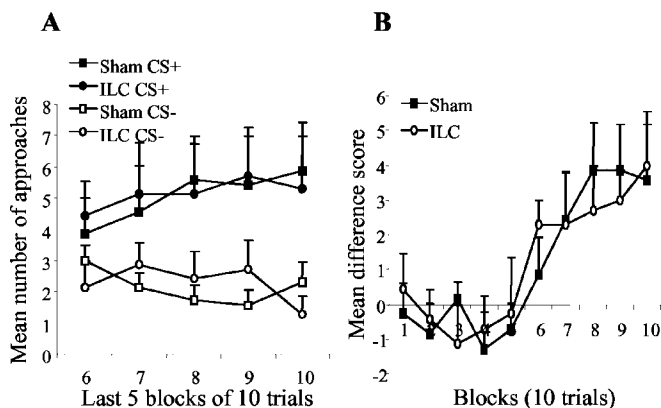 A
Sham CS+
ILC CS+
Sham CS-
ILC CS-
Mean number of approaches
8
7
6
5
4
3
2
1
0
6 7 8 9 10
Last 5 blocks of 10 trials
B
Sham
ILC
Mean difference score
6
5
4
3
2
1
0
-1
-2
1 2 3 4 5 6 7 8 9 10
Blocks (10 trials)